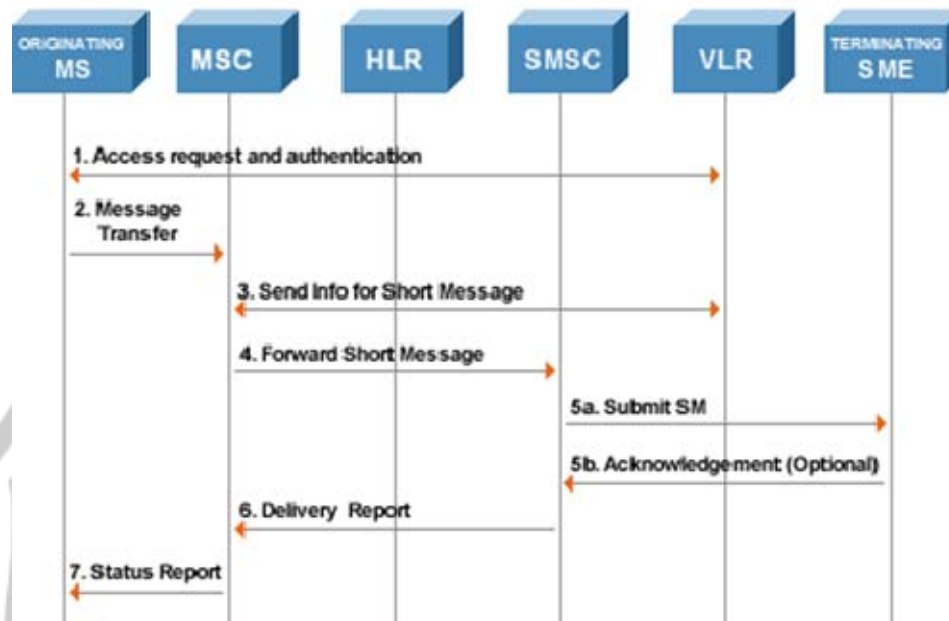 ORIGINATING
MS
MSC
HLR
SMSC
VLR
TERMINATING
SME
1. Access request and authentication
2. Message
Transfer
3. Send Info for Short Message
4. Forward Short Message
5a. Submit SM
5b. Acknowledgement (Optional)
6. Delivery Report
7. Status Report